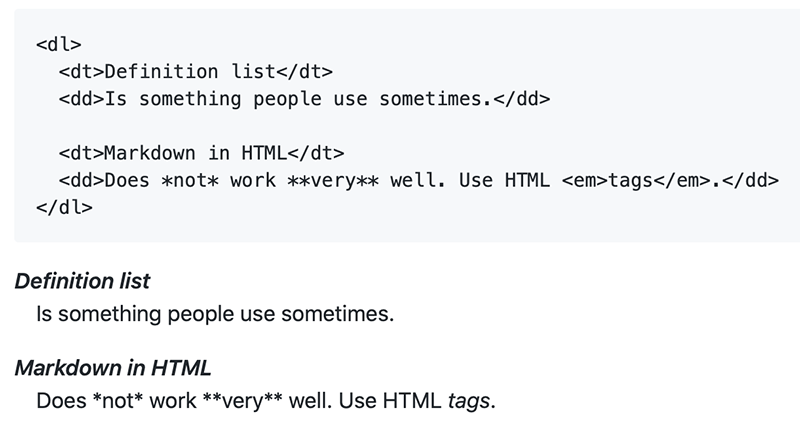 <dl>
  <dt>Definition list</dt>
  <dd>Is something people use sometimes.</dd>

  <dt>Markdown in HTML</dt>
  <dd>Does *not* work **very** well. Use HTML <em>tags</em>.</dd>
</dl>
Definition list
Is something people use sometimes.
Markdown in HTML
Does *not* work **very** well. Use HTML tags.